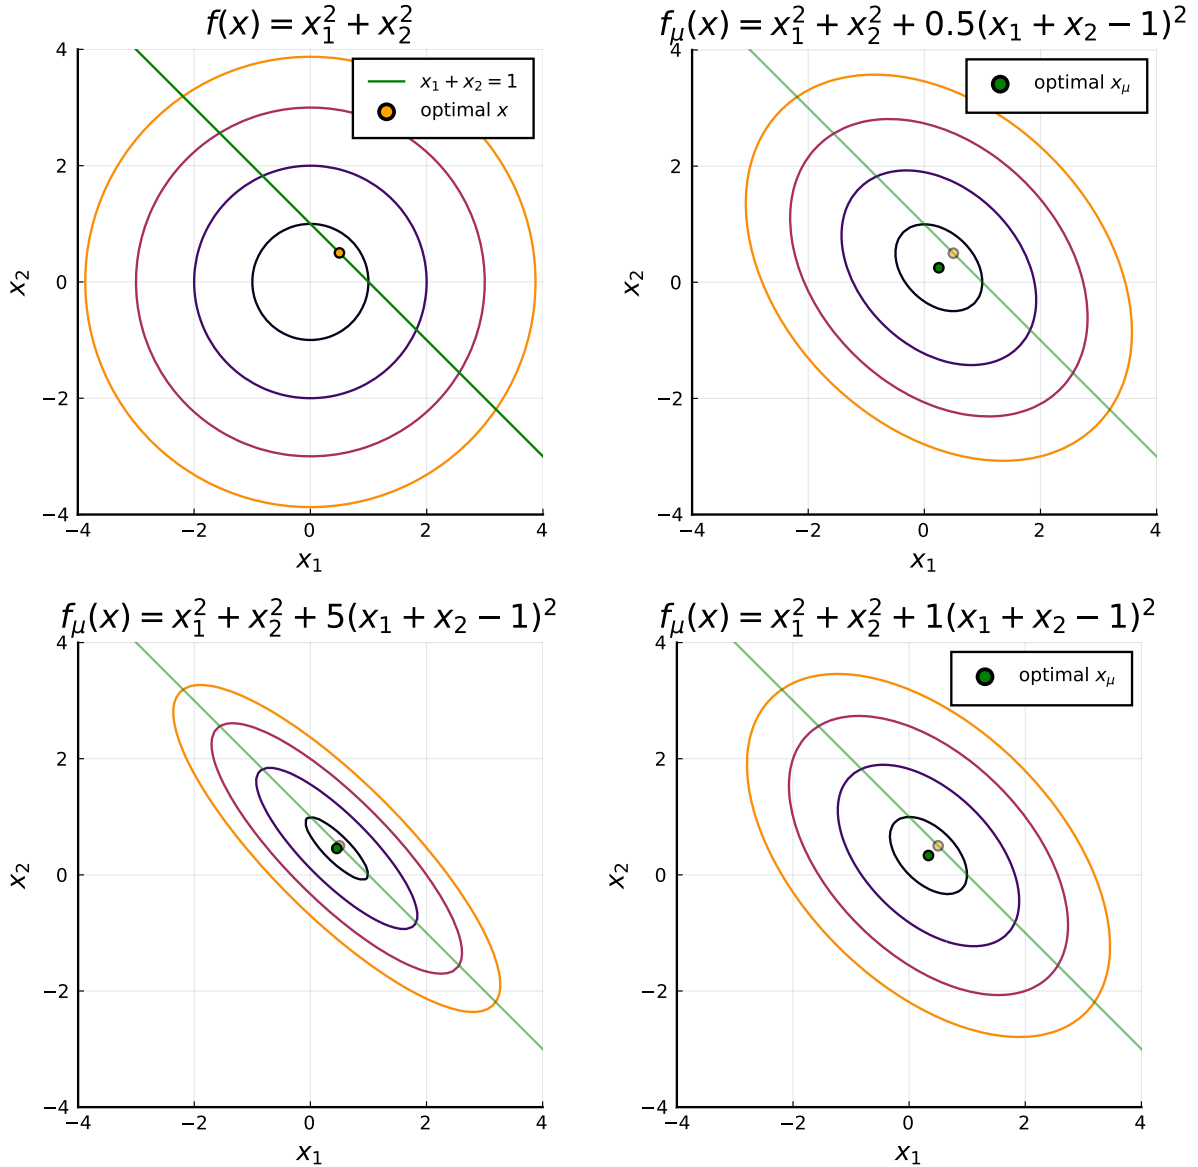 f(x) = x₁² + x₂²
4
2
0
−2
−4
−4
−2
0
2
4
x₂
x₁
x₁ + x₂ = 1
optimal x
f_μ(x) = x₁² + x₂² + 0.5(x₁ + x₂ − 1)²
4
2
0
−2
−4
−4
−2
0
2
4
x₂
x₁
optimal x_μ
f_μ(x) = x₁² + x₂² + 5(x₁ + x₂ − 1)²
4
2
0
−2
−4
−4
−2
0
2
4
x₂
x₁
f_μ(x) = x₁² + x₂² + 1(x₁ + x₂ − 1)²
4
2
0
−2
−4
−4
−2
0
2
4
x₂
x₁
optimal x_μ